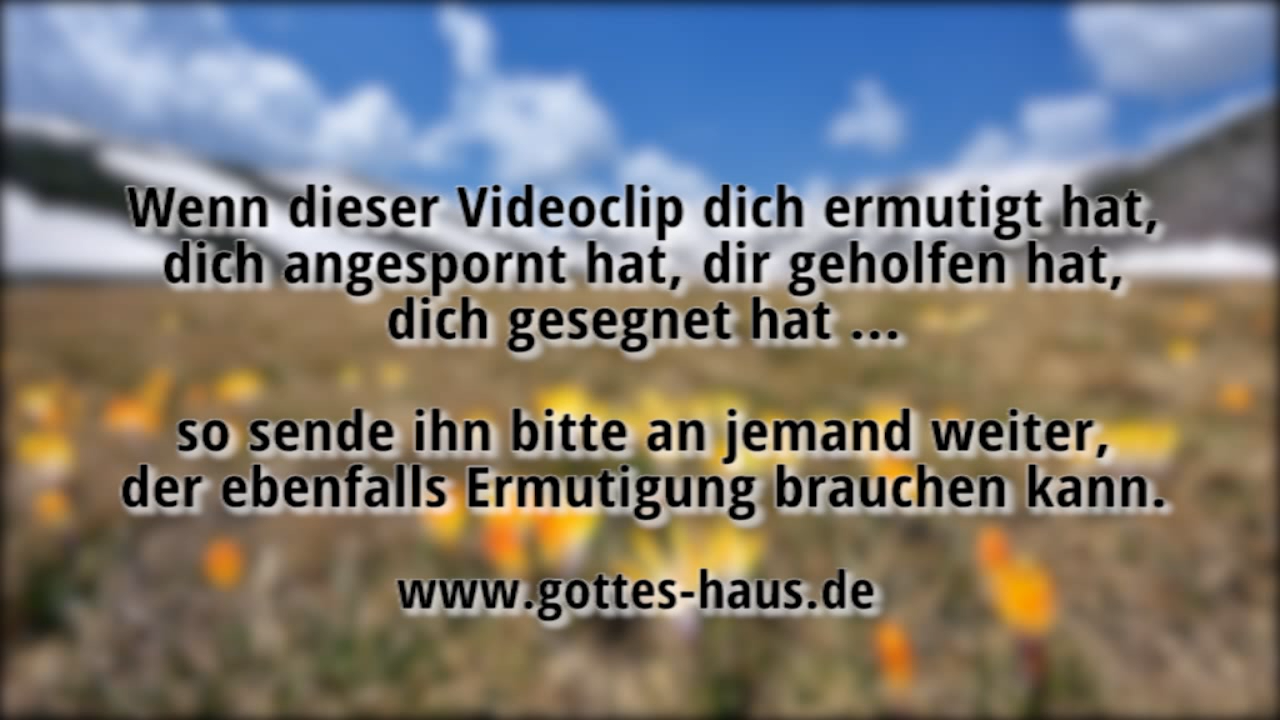 Wenn dieser Videoclip dich ermutigt hat,
dich angespornt hat, dir geholfen hat,
dich gesegnet hat ...
so sende ihn bitte an jemand weiter,
der ebenfalls Ermutigung brauchen kann.
www.gottes-haus.de